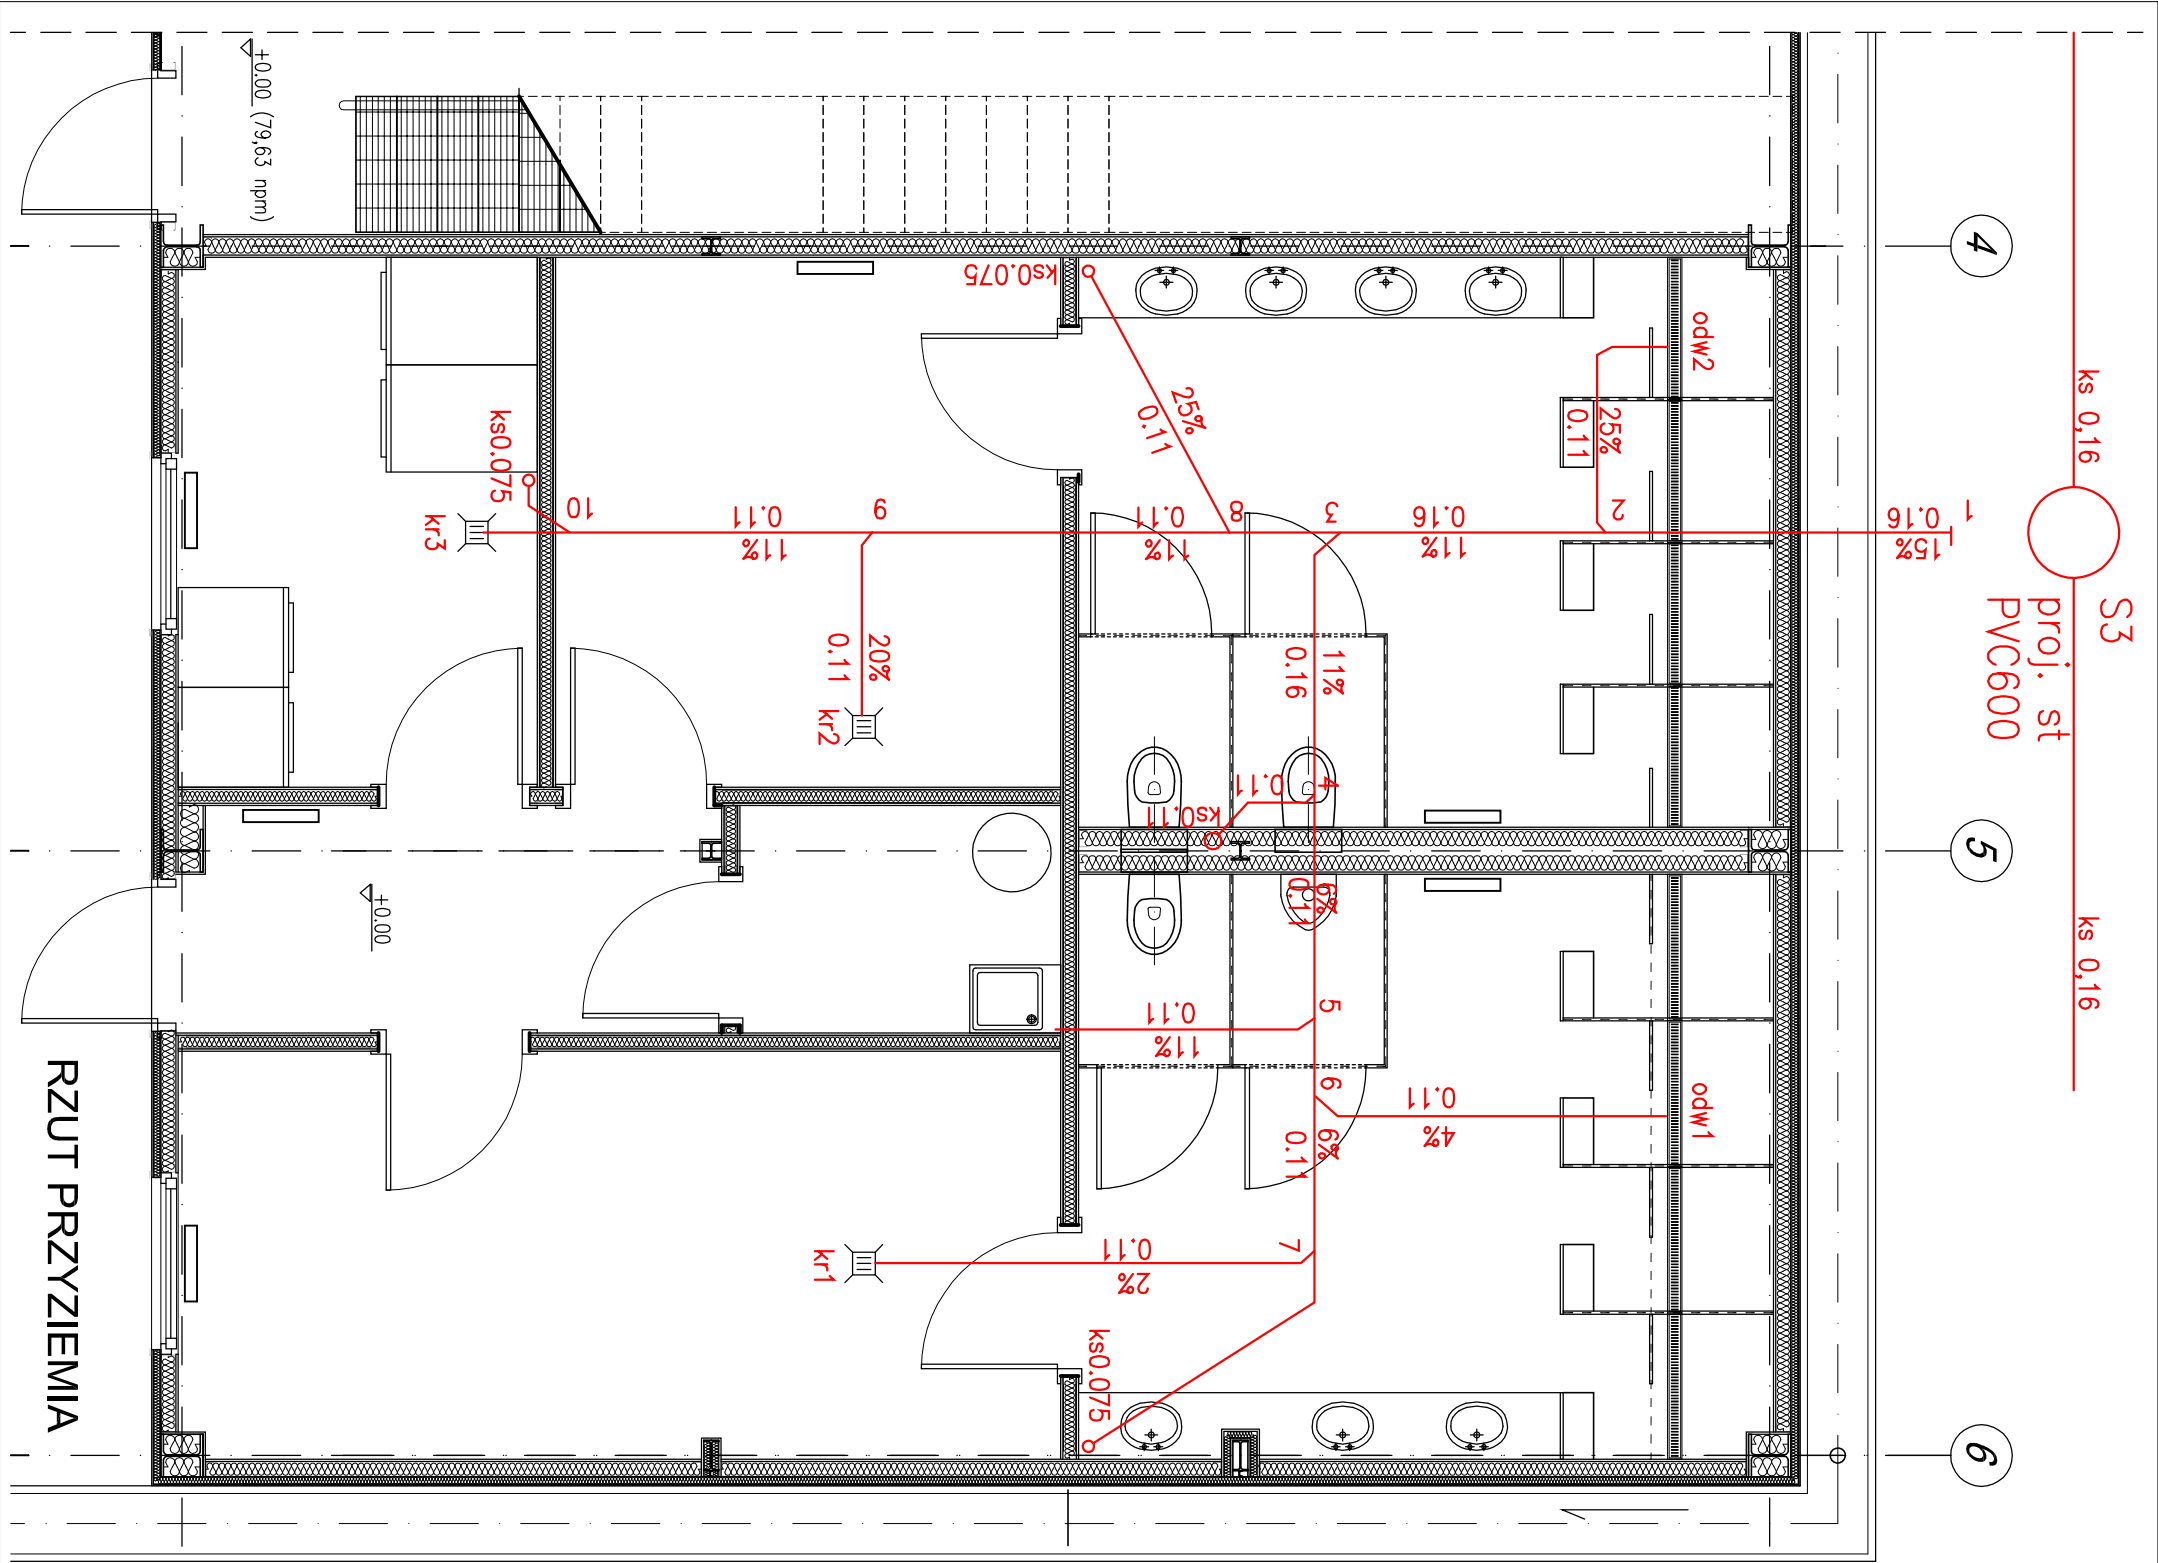 S3
proj. st
PVC600
ks 0,16
ks 0,16
4
5
6
1
0.16
15%
odw2
25%
0.11
2
0.16
11%
3
8
0.11
11%
25%
0.11
ks0.075
9
0.11
11%
10
ks0.075
kr3
20%
0.11
kr2
11%
0.16
4
0.11
ks0.11
6%
0.11
5
0.11
11%
6
0.11
4%
odw1
6%
0.11
7
0.11
2%
kr1
ks0.075
+0.00 (79,63 npm)
+0.00
RZUT PRZYZIEMIA